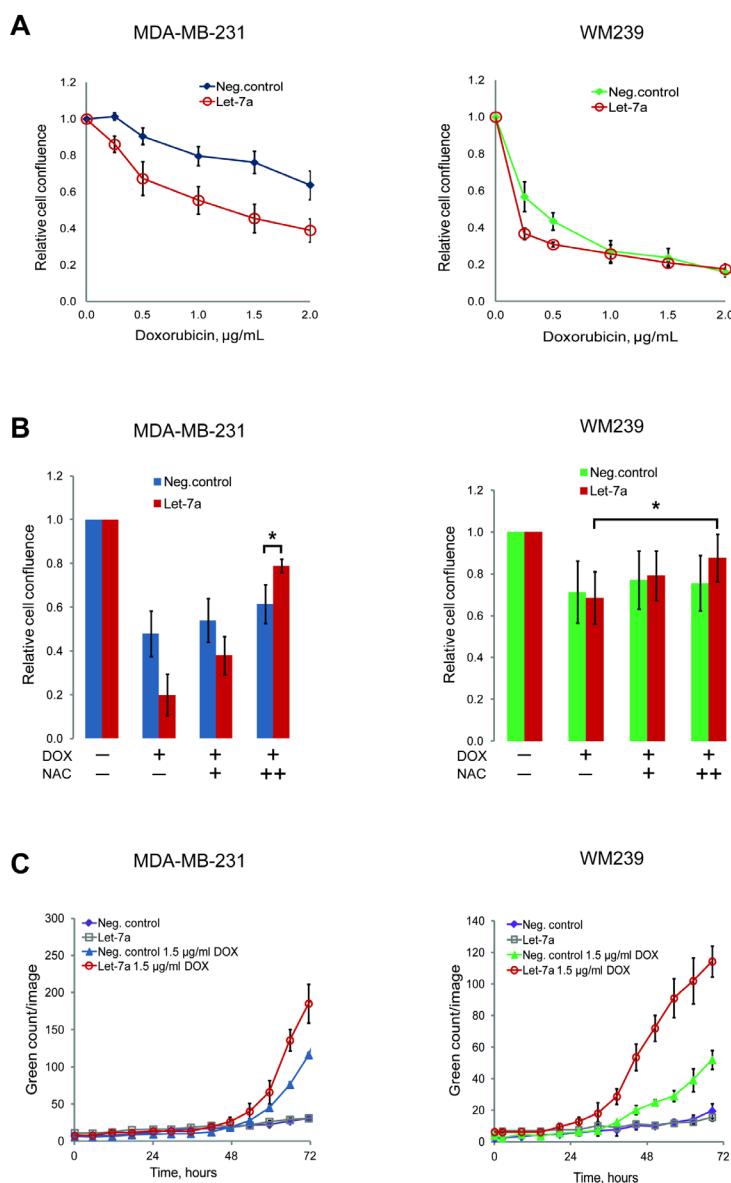 A
MDA-MB-231
WM239
Neg.control
Let-7a
Relative cell confluence
1.2
1.0
0.8
0.6
0.4
0.2
0.0
0.0 0.5 1.0 1.5 2.0
Doxorubicin, µg/mL
Neg.control
Let-7a
Relative cell confluence
1.2
1.0
0.8
0.6
0.4
0.2
0.0
0.0 0.5 1.0 1.5 2.0
Doxorubicin, µg/mL
B
MDA-MB-231
WM239
Neg.control
Let-7a
*
Relative cell confluence
1.2
1.0
0.8
0.6
0.4
0.2
0.0
DOX — + + +
NAC — — + ++
Neg.control
Let-7a
*
Relative cell confluence
1.2
1.0
0.8
0.6
0.4
0.2
0.0
DOX — + + +
NAC — — + ++
C
MDA-MB-231
WM239
Neg. control
Let-7a
Neg. control 1.5 µg/ml DOX
Let-7a 1.5 µg/ml DOX
Green count/image
300
250
200
150
100
50
0
0 24 48 72
Time, hours
Neg. control
Let-7a
Neg. control 1.5 µg/ml DOX
Let-7a 1.5 µg/ml DOX
Green count/image
140
120
100
80
60
40
20
0
0 24 48 72
Time, hours